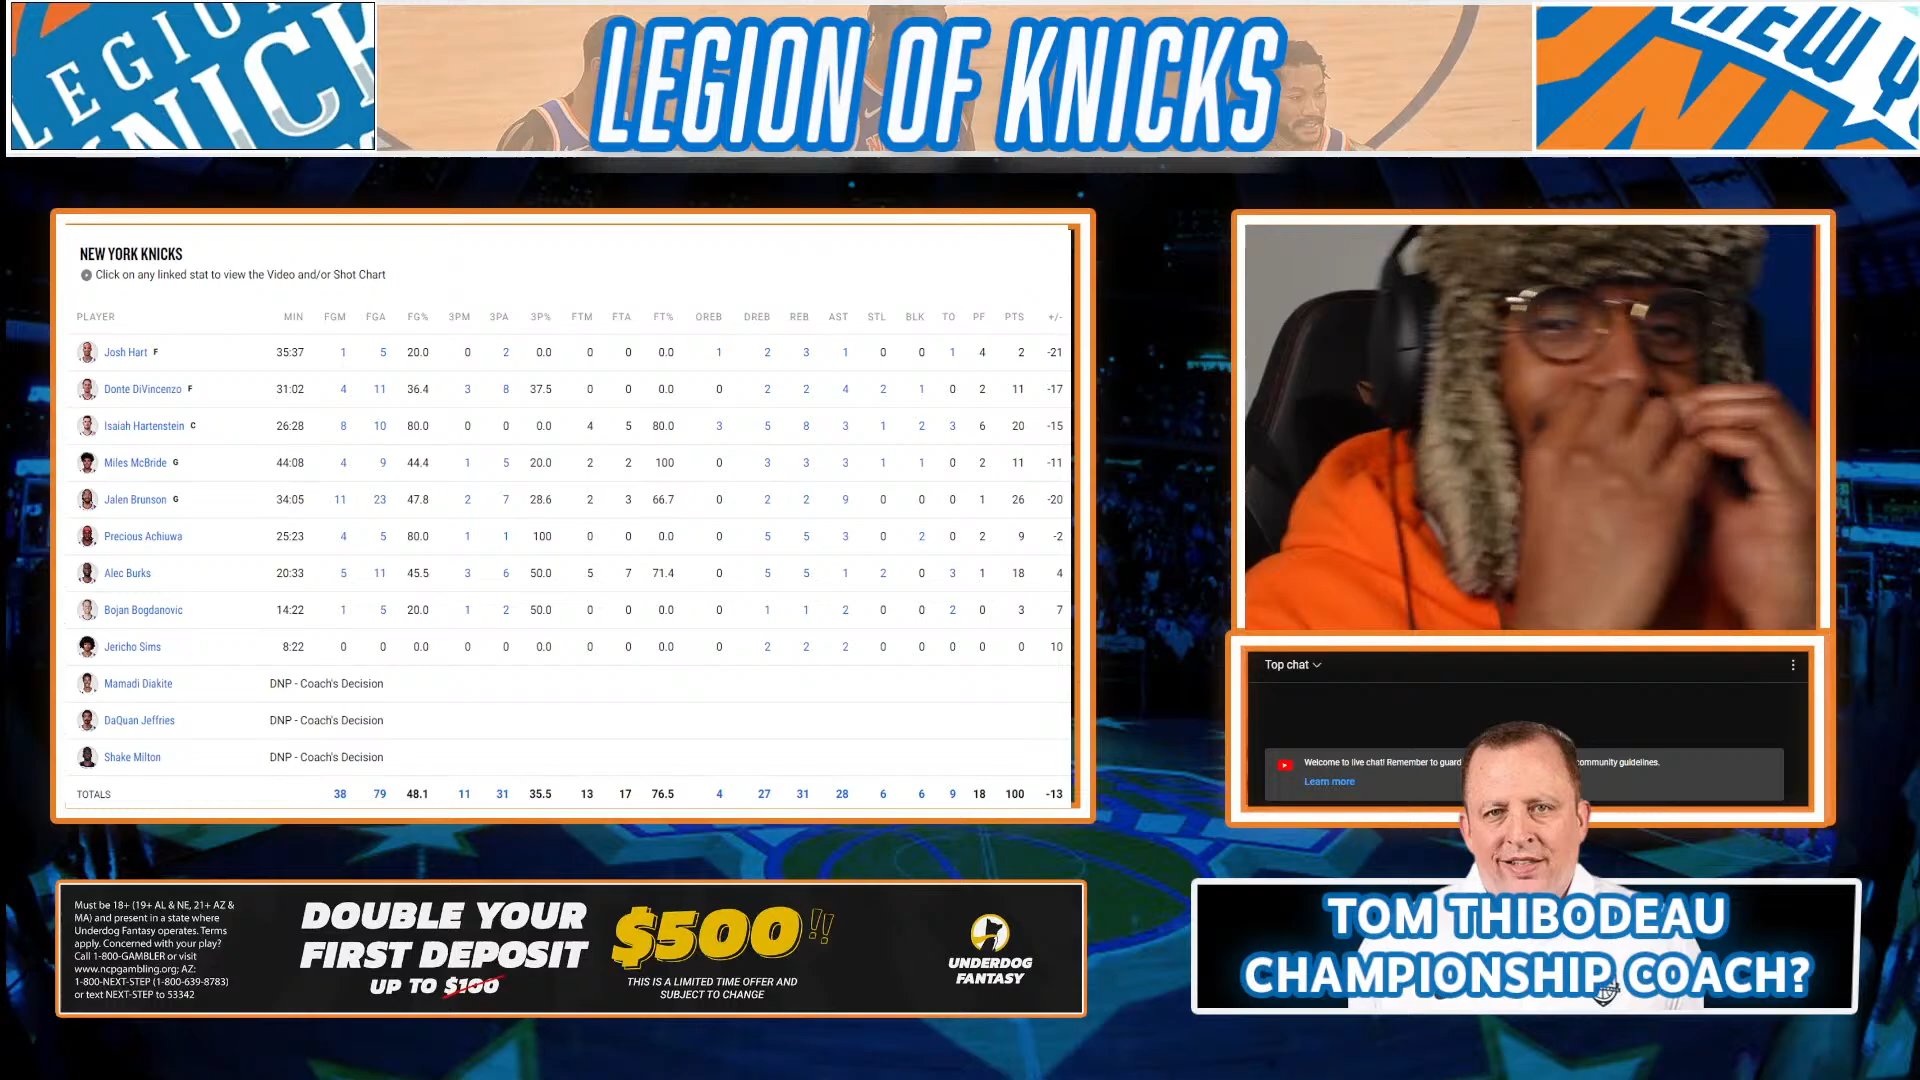 LEGION
KNICK
LEGION OF KNICKS
NEW Y
NEW YORK KNICKS
Click on any linked stat to view the Video and/or Shot Chart
PLAYER MIN FGM FGA FG% 3PM 3PA 3P% FTM FTA FT% OREB DREB REB AST STL BLK TO PF PTS +/-
Josh Hart F 35:37 1 5 20.0 0 2 0.0 0 0 0.0 1 2 3 1 0 0 1 4 2 -21
Donte DiVincenzo F 31:02 4 11 36.4 3 8 37.5 0 0 0.0 0 2 2 4 2 1 0 2 11 -17
Isaiah Hartenstein C 26:28 8 10 80.0 0 0 0.0 4 5 80.0 3 5 8 3 1 2 3 6 20 -15
Miles McBride G 44:08 4 9 44.4 1 5 20.0 2 2 100 0 3 3 3 1 1 0 2 11 -11
Jalen Brunson G 34:05 11 23 47.8 2 7 28.6 2 3 66.7 0 2 2 9 0 0 0 1 26 -20
Precious Achiuwa 25:23 4 5 80.0 1 1 100 0 0 0.0 0 5 5 3 0 2 0 2 9 -2
Alec Burks 20:33 5 11 45.5 3 6 50.0 5 7 71.4 0 5 5 1 2 0 3 1 18 4
Bojan Bogdanovic 14:22 1 5 20.0 1 2 50.0 0 0 0.0 0 1 1 2 0 0 2 0 3 7
Jericho Sims 8:22 0 0 0.0 0 0 0.0 0 0 0.0 0 2 2 2 0 0 0 0 0 10
Mamadi Diakite DNP - Coach's Decision
DaQuan Jeffries DNP - Coach's Decision
Shake Milton DNP - Coach's Decision
TOTALS 38 79 48.1 11 31 35.5 13 17 76.5 4 27 31 28 6 6 9 18 100 -13
Top chat
Welcome to live chat! Remember to guard community guidelines.
Learn more
Must be 18+ (19+ AL & NE, 21+ AZ &
MA) and present in a state where
Underdog Fantasy operates. Terms
apply. Concerned with your play?
Call 1-800-GAMBLER or visit
www.ncpgambling.org; AZ:
1-800-NEXT-STEP (1-800-639-8783)
or text NEXT-STEP to 53342
DOUBLE YOUR
FIRST DEPOSIT
UP TO $100
$500!!
THIS IS A LIMITED TIME OFFER AND
SUBJECT TO CHANGE
UNDERDOG
FANTASY
TOM THIBODEAU
CHAMPIONSHIP COACH?